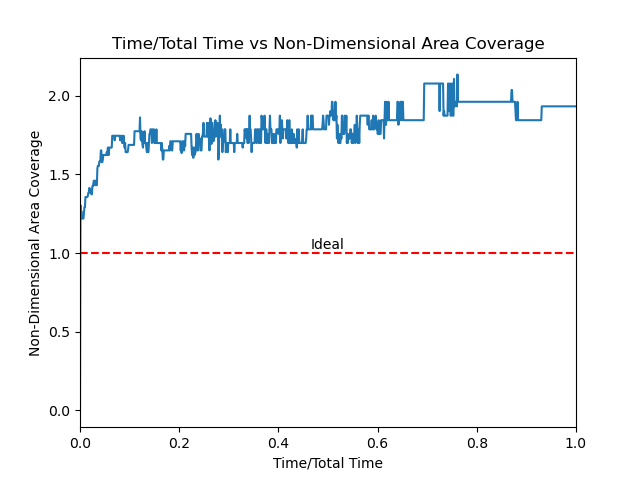 Time/Total Time vs Non-Dimensional Area Coverage
Non-Dimensional Area Coverage
2.0
1.5
1.0
0.5
0.0
Ideal
0.0 0.2 0.4 0.6 0.8 1.0
Time/Total Time